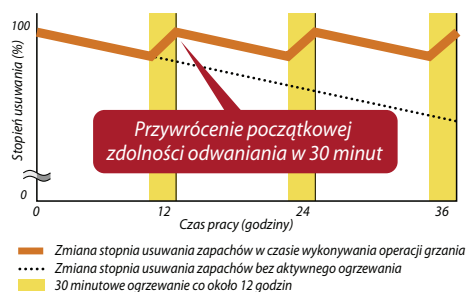 100
Stopień usuwania (%)
Przywrócenie początkowej
zdolności odwaniania w 30 minut
0
0 12 24 36
Czas pracy (godziny)
Zmiana stopnia usuwania zapachów w czasie wykonywania operacji grzania
Zmiana stopnia usuwania zapachów bez aktywnego ogrzewania
30 minutowe ogrzewanie co około 12 godzin